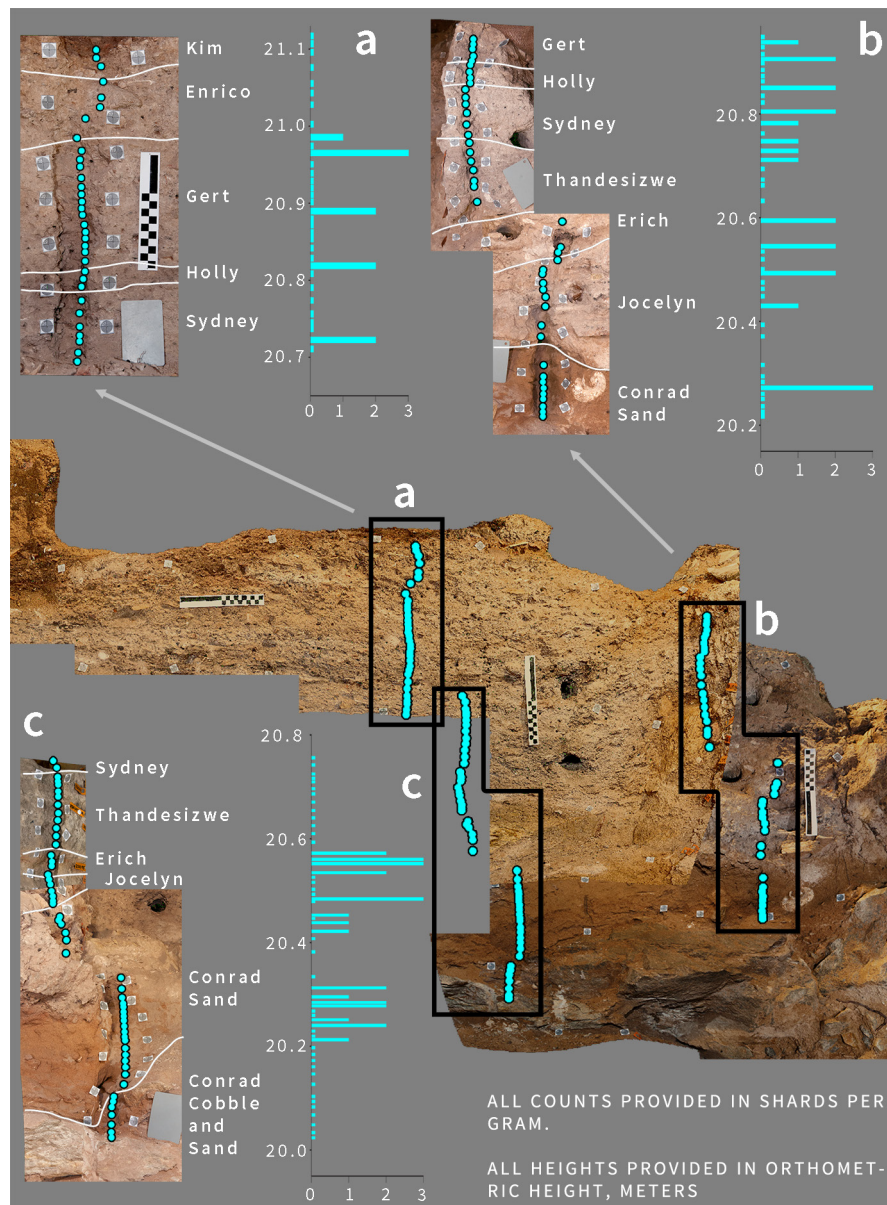 a
Kim
Enrico
Gert
Holly
Sydney
21.1
21.0
20.9
20.8
20.7
0 1 2 3
b
Gert
Holly
Sydney
Thandesizwe
Erich
Jocelyn
Conrad
Sand
20.8
20.6
20.4
20.2
0 1 2 3
a
b
c
c
Sydney
Thandesizwe
Erich
Jocelyn
Conrad
Sand
Conrad
Cobble
and
Sand
20.8
20.6
20.4
20.2
20.0
0 1 2 3
ALL COUNTS PROVIDED IN SHARDS PER
GRAM.
ALL HEIGHTS PROVIDED IN ORTHOMET-
RIC HEIGHT, METERS